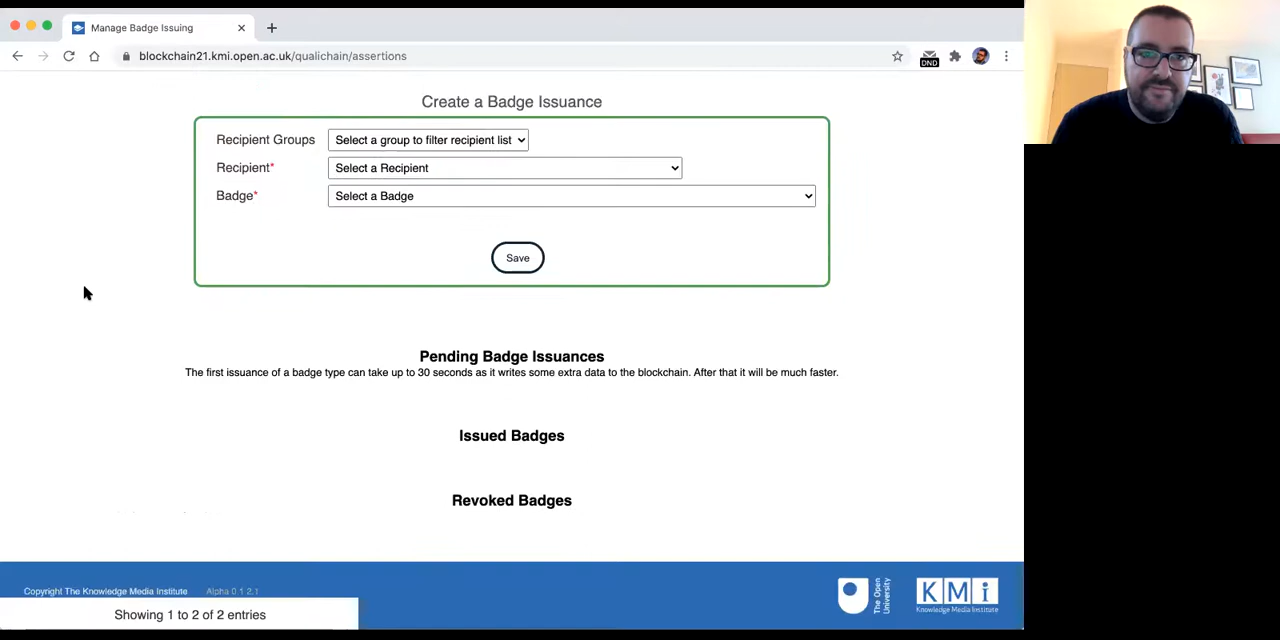 Manage Badge Issuing
blockchain21.kmi.open.ac.uk/qualichain/assertions
DND
Create a Badge Issuance
Recipient Groups Select a group to filter recipient list
Recipient* Select a Recipient
Badge* Select a Badge
Save
Pending Badge Issuances
The first issuance of a badge type can take up to 30 seconds as it writes some extra data to the blockchain. After that it will be much faster.
Issued Badges
Revoked Badges
Copyright The Knowledge Media Institute Alpha 0.1 2.1
The Open University
KMi
Knowledge Media Institute
Showing 1 to 2 of 2 entries